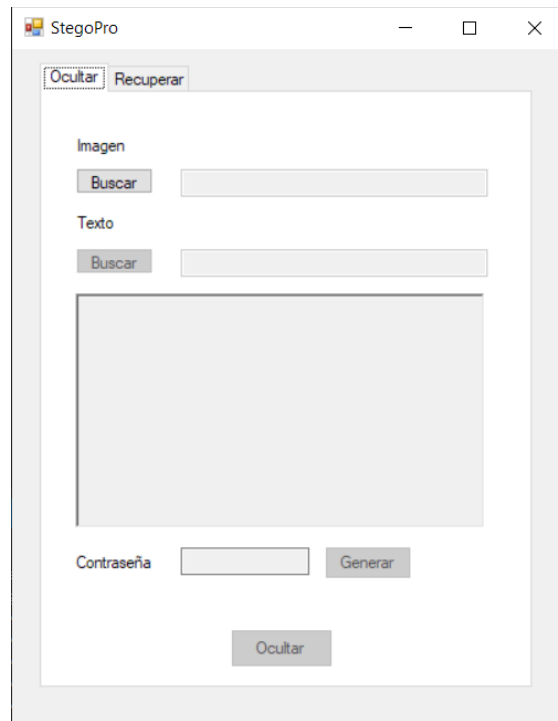 StegoPro
Ocultar Recuperar
Imagen
Buscar
Texto
Buscar
Contraseña Generar
Ocultar